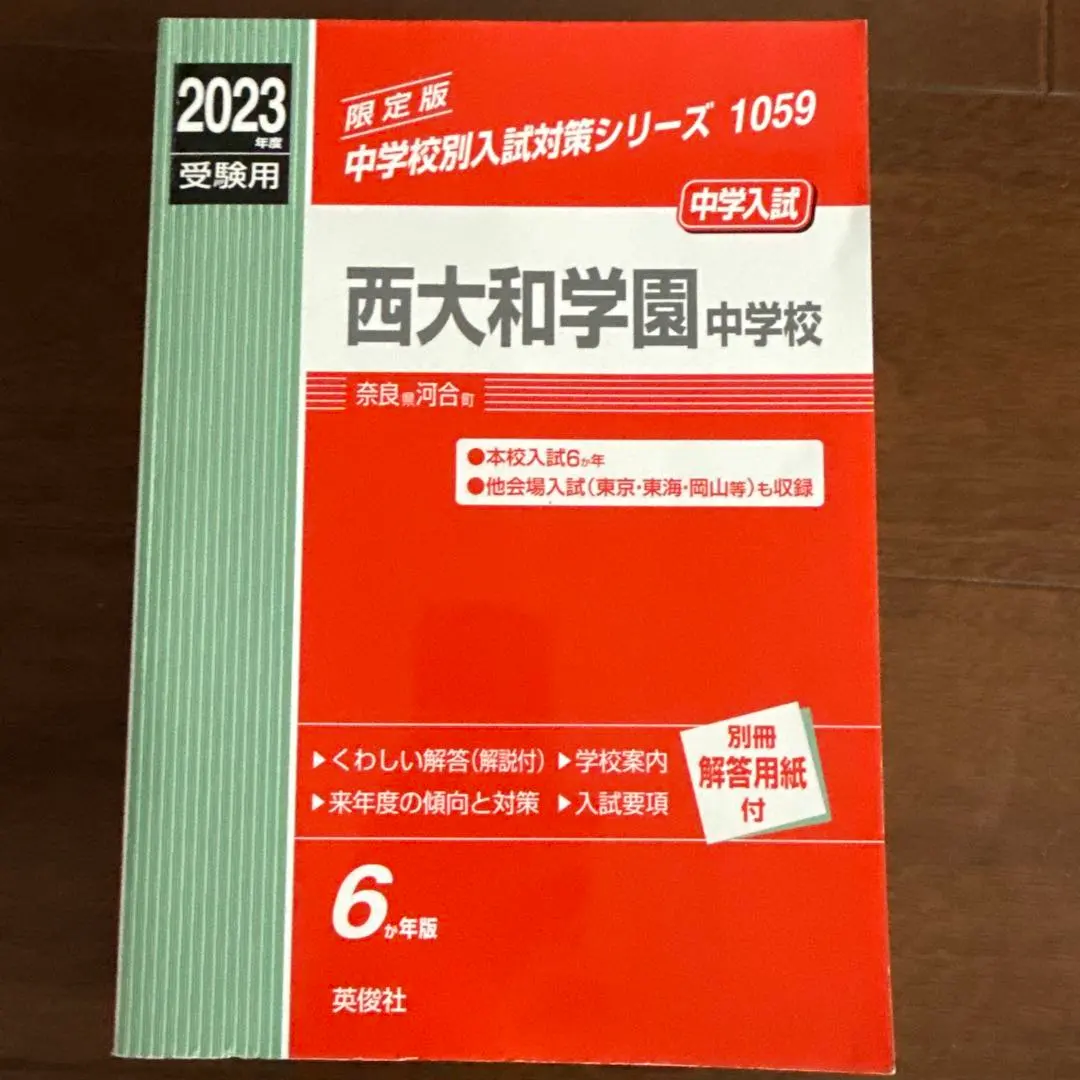 2023
年度
受験用
限定版
中学校別入試対策シリーズ 1059
中学入試
西大和学園中学校
奈良県河合町
●本校入試6か年
●他会場入試(東京・東海・岡山等)も収録
▶くわしい解答(解説付) ▶学校案内
▶来年度の傾向と対策 ▶入試要項
別冊
解答用紙
付
6か年版
英俊社